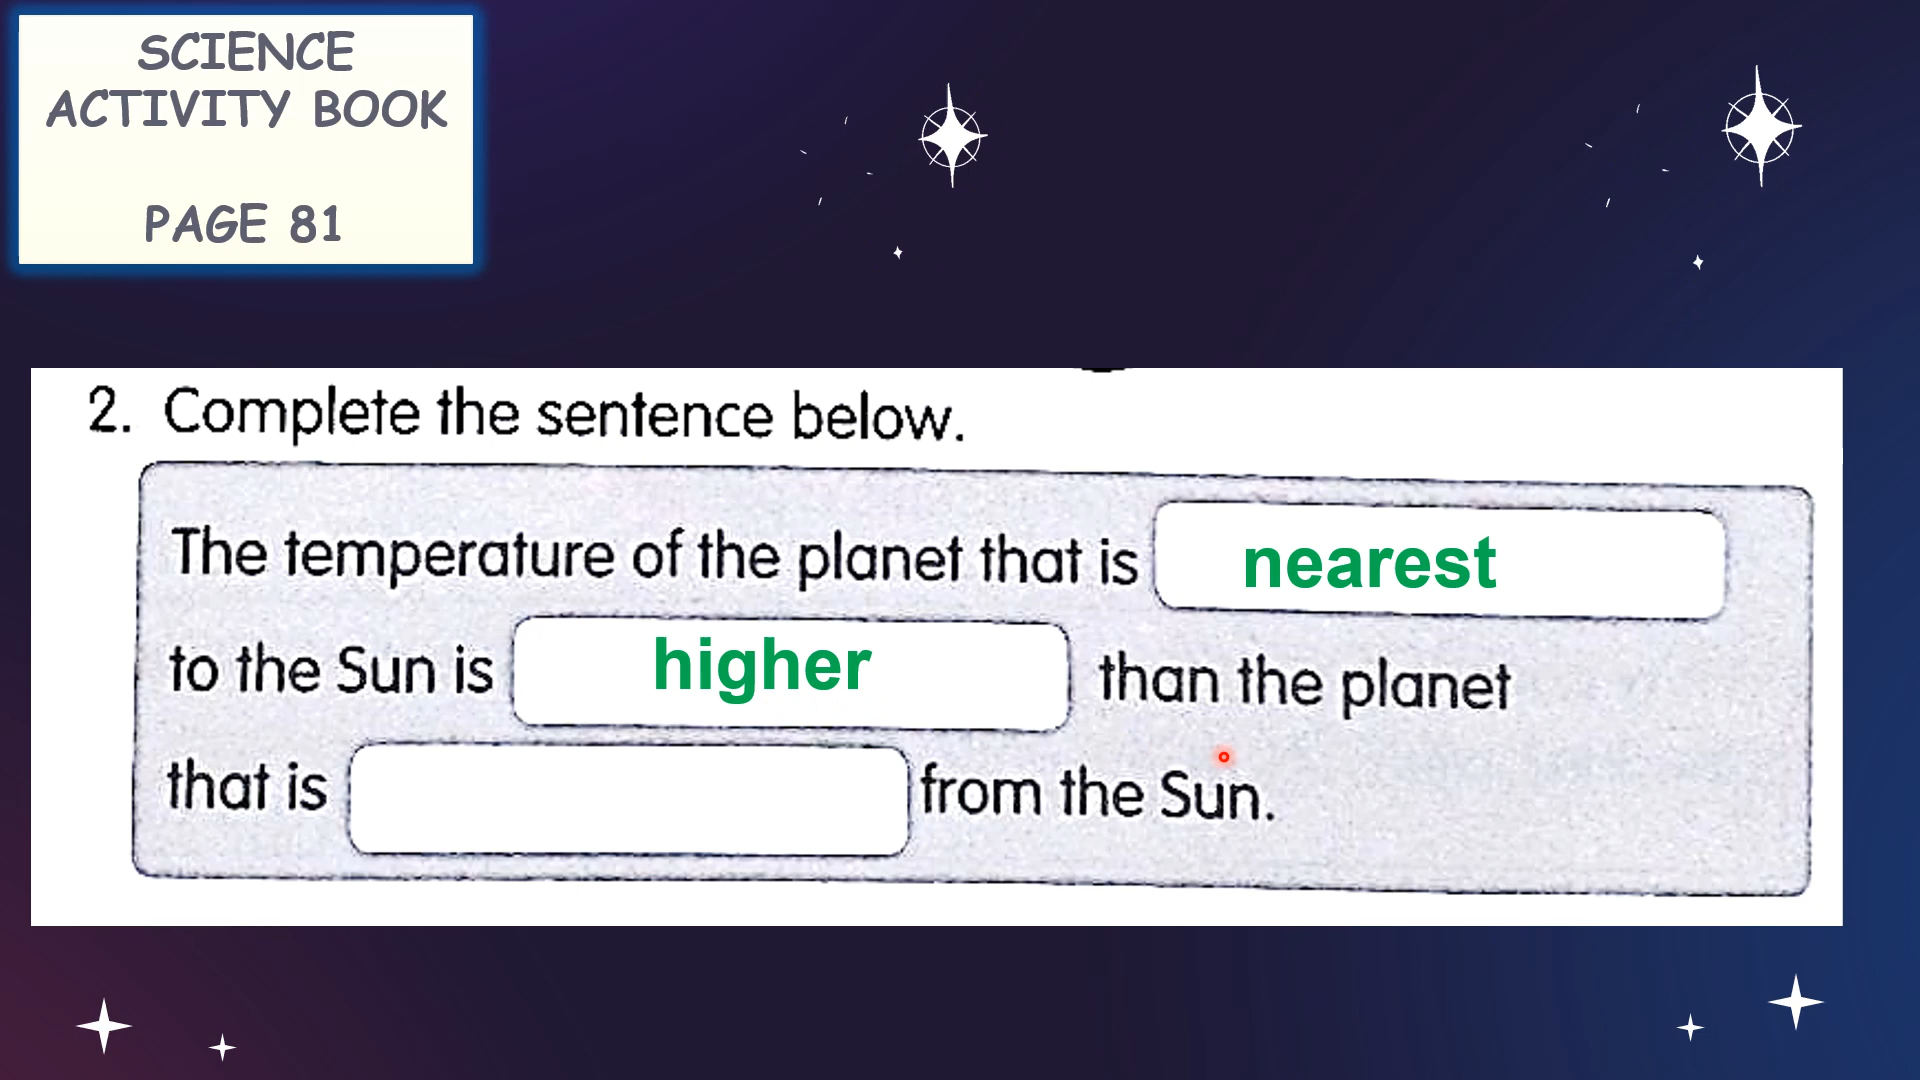 SCIENCE
ACTIVITY BOOK
PAGE 81
2. Complete the sentence below.
The temperature of the planet that is nearest
to the Sun is higher than the planet
that is from the Sun.